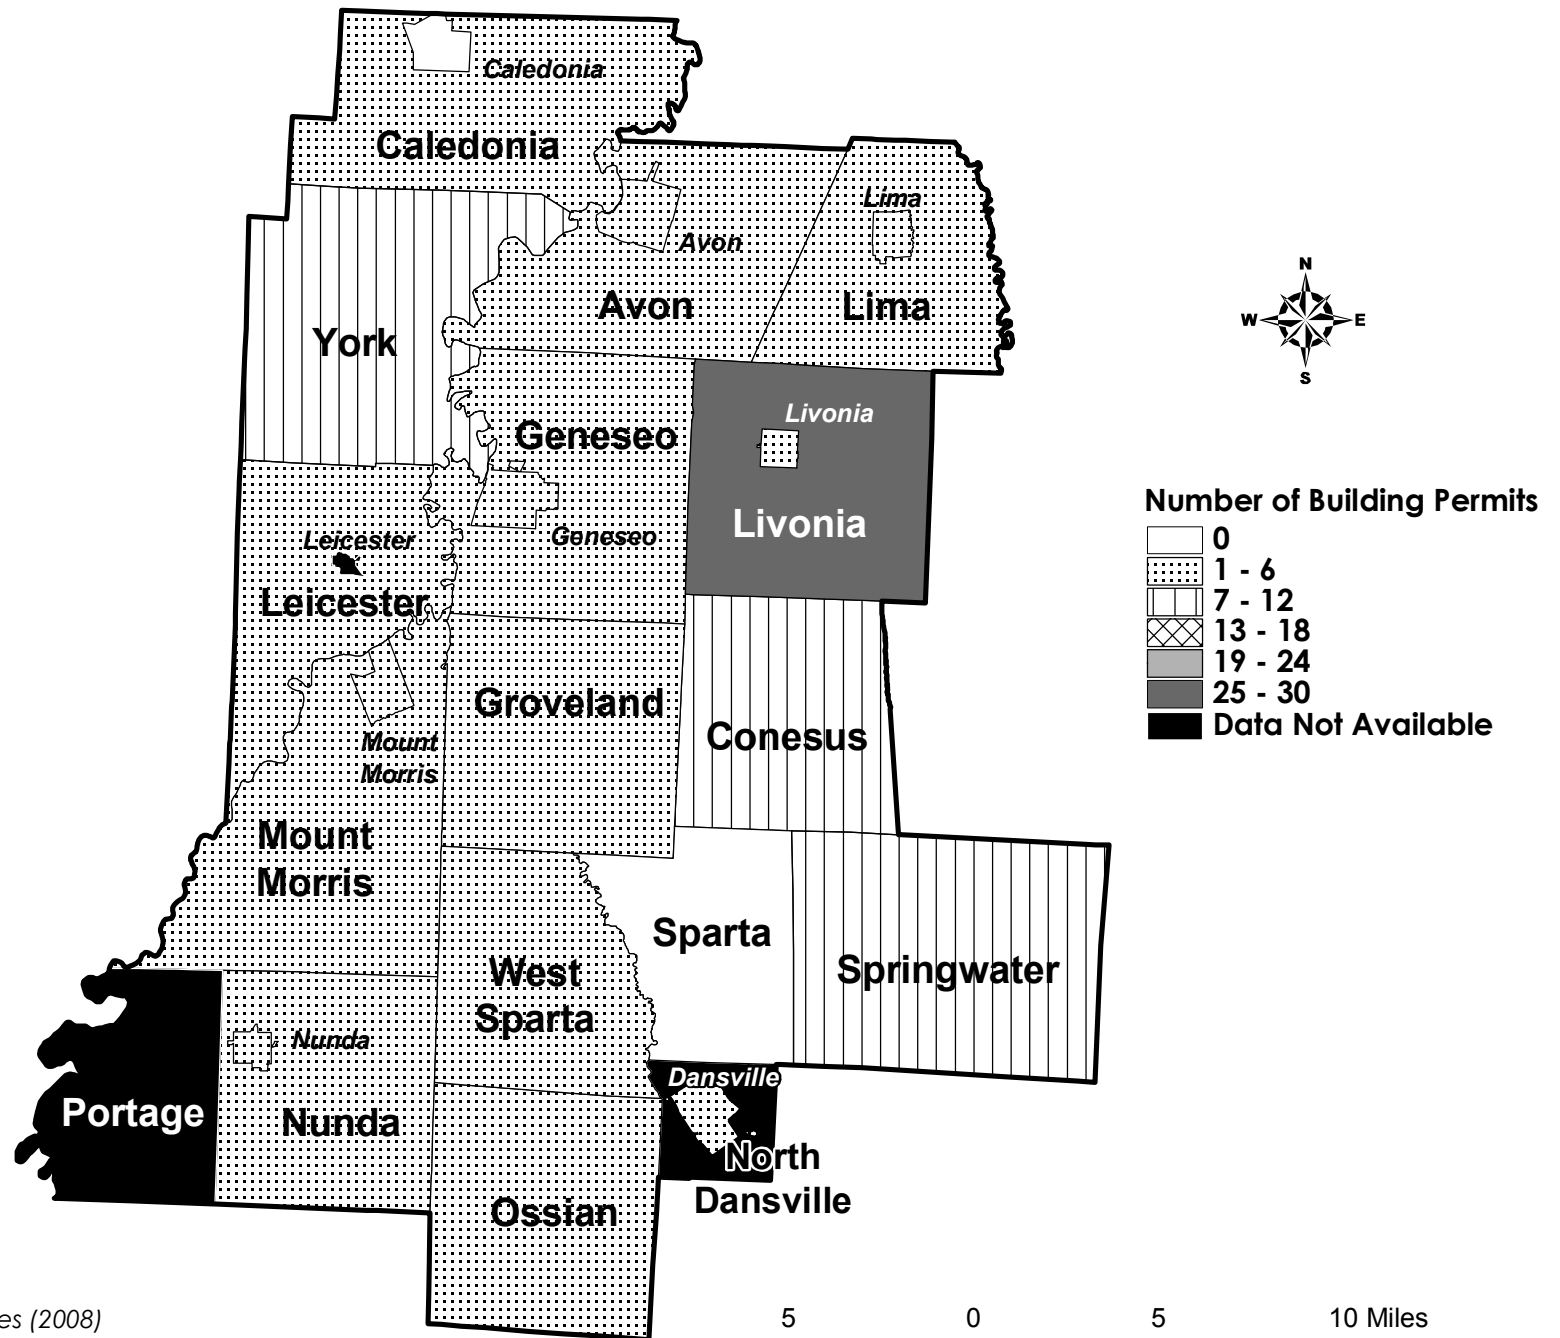 Caledonia
Caledonia
Lima
Avon
Avon
Lima
York
N
W
E
S
Livonia
Geneseo
Livonia
Geneseo
Leicester
Leicester
Number of Building Permits
0
1 - 6
7 - 12
13 - 18
19 - 24
25 - 30
Data Not Available
Groveland
Conesus
Mount
Morris
Mount
Morris
Sparta
Springwater
West
Sparta
Nunda
Dansville
Portage
Nunda
North
Dansville
Ossian
es (2008)
5 0 5 10 Miles